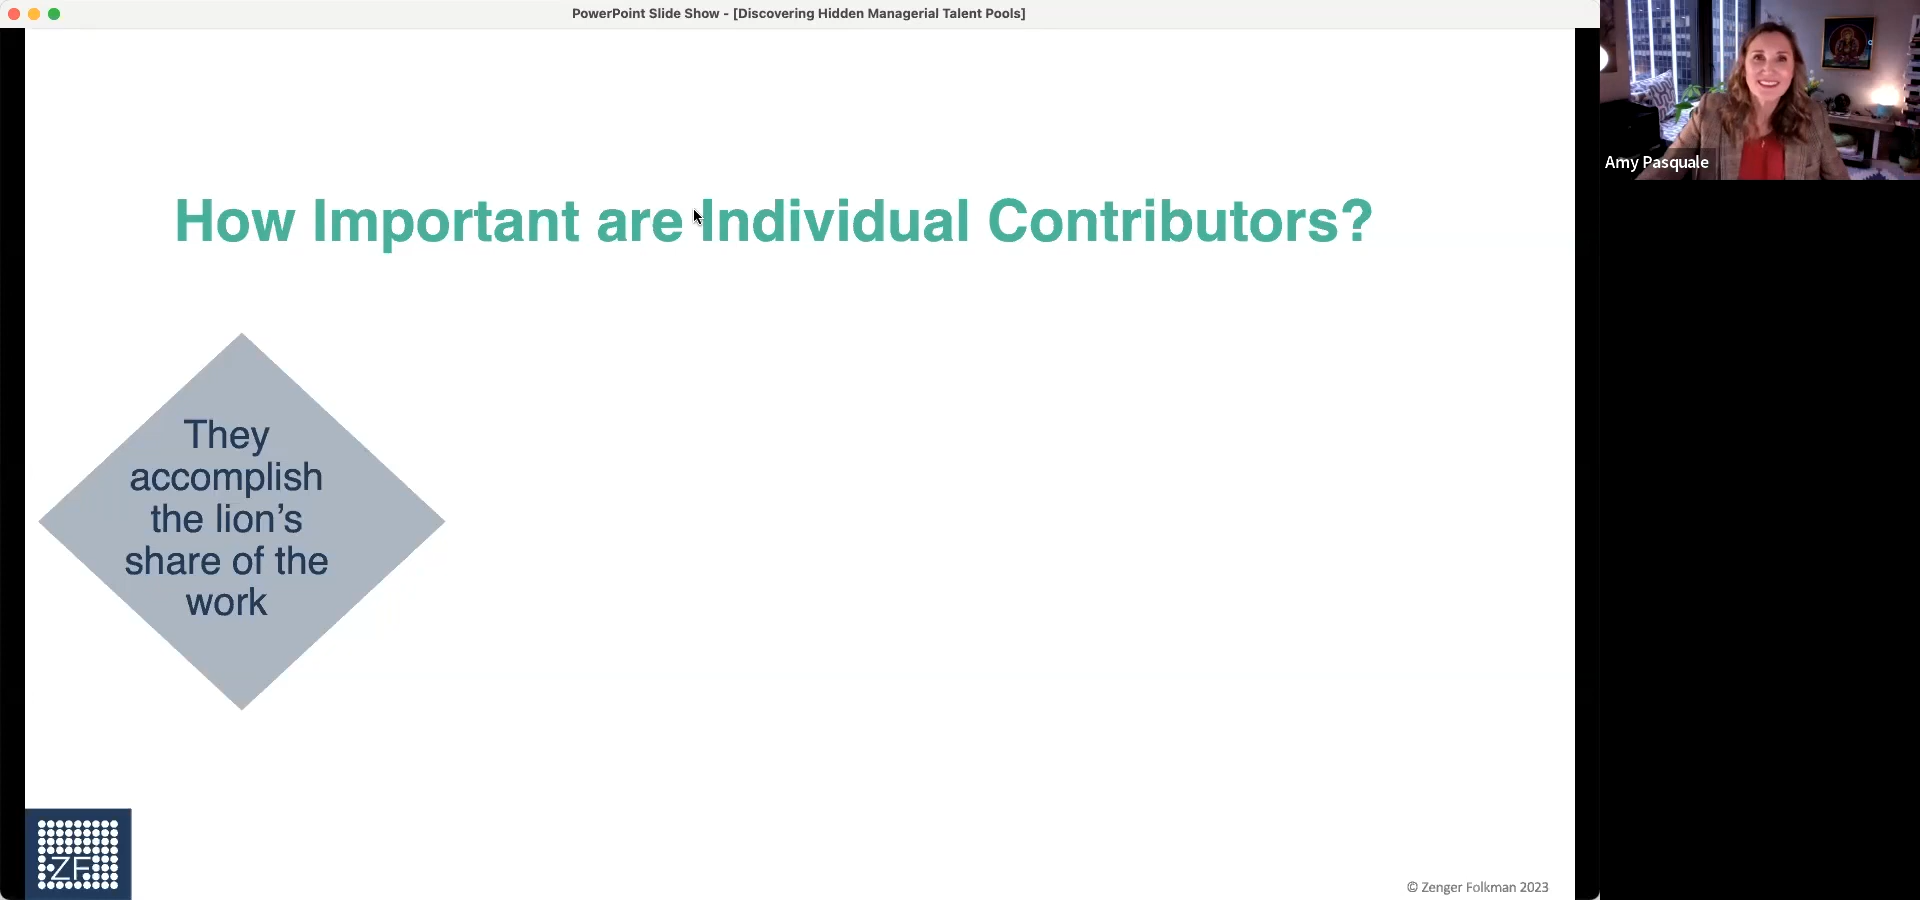 PowerPoint Slide Show - [Discovering Hidden Managerial Talent Pools]
Amy Pasquale
How Important are Individual Contributors?
They
accomplish
the lion’s
share of the
work
ZF
© Zenger Folkman 2023